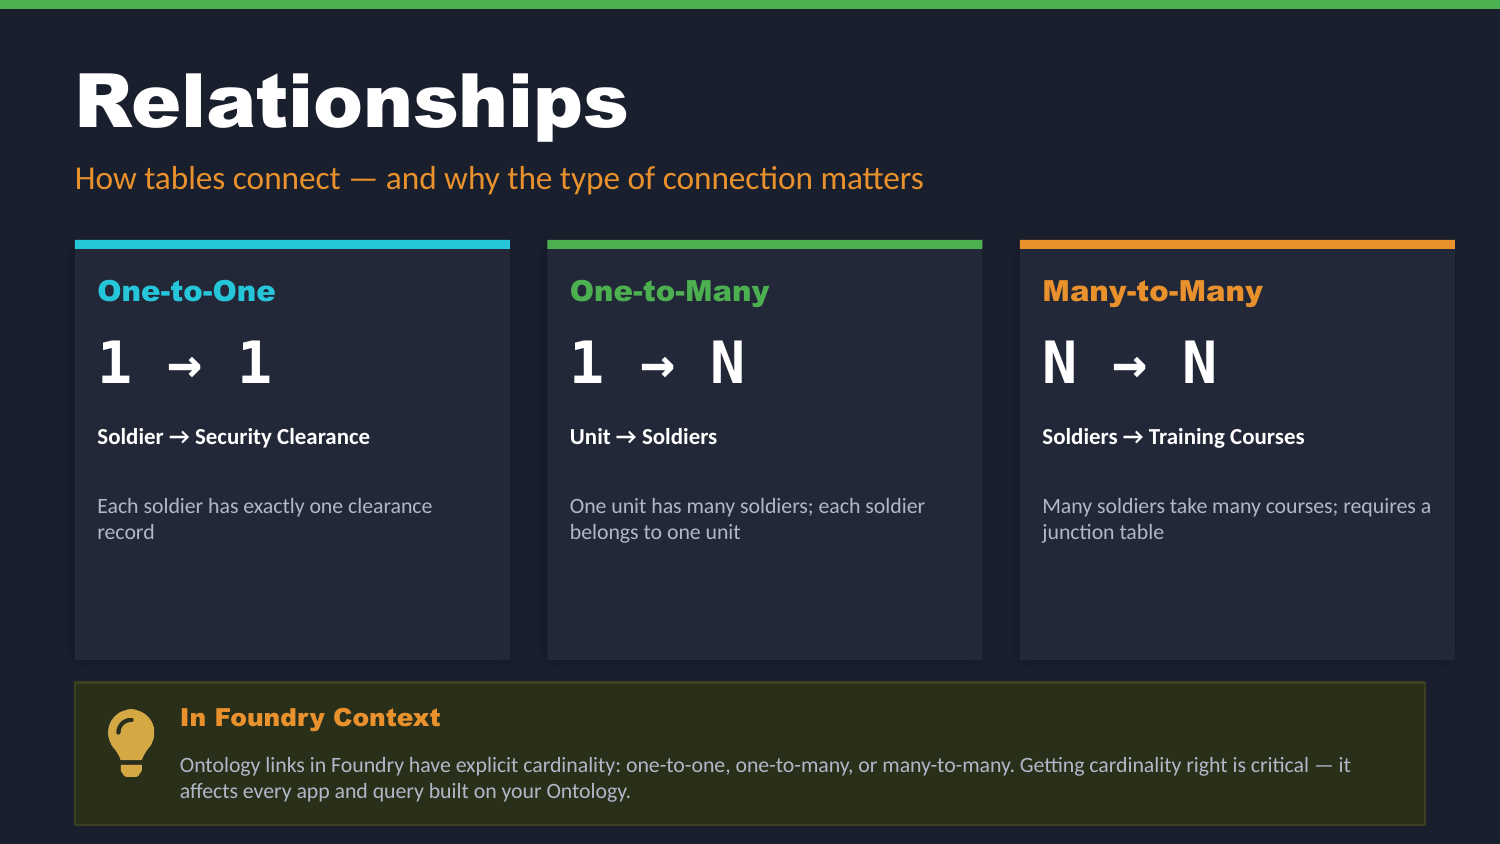 Relationships
How tables connect — and why the type of connection matters
One-to-One
1 → 1
Soldier → Security Clearance
Each soldier has exactly one clearance
record
One-to-Many
1 → N
Unit → Soldiers
One unit has many soldiers; each soldier
belongs to one unit
Many-to-Many
N → N
Soldiers → Training Courses
Many soldiers take many courses; requires a
junction table
In Foundry Context
Ontology links in Foundry have explicit cardinality: one-to-one, one-to-many, or many-to-many. Getting cardinality right is critical — it
affects every app and query built on your Ontology.